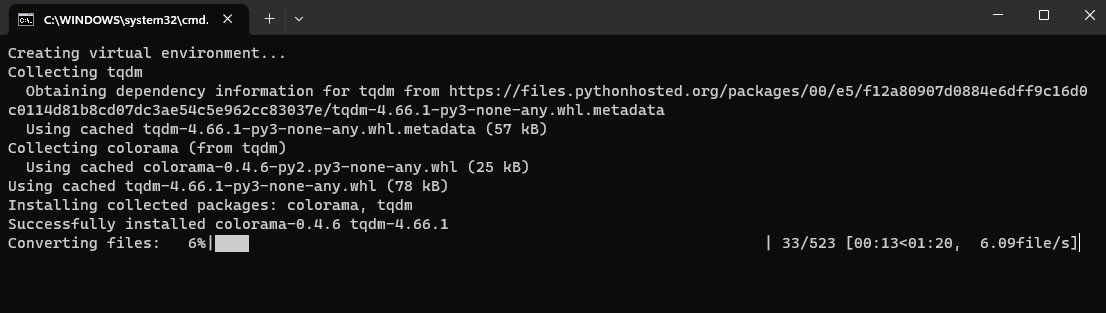 C:\WINDOWS\system32\cmd.
Creating virtual environment...
Collecting tqdm
  Obtaining dependency information for tqdm from https://files.pythonhosted.org/packages/00/e5/f12a80907d0884e6dff9c16d0
c0114d81b8cd07dc3ae54c5e962cc83037e/tqdm-4.66.1-py3-none-any.whl.metadata
  Using cached tqdm-4.66.1-py3-none-any.whl.metadata (57 kB)
Collecting colorama (from tqdm)
  Using cached colorama-0.4.6-py2.py3-none-any.whl (25 kB)
Using cached tqdm-4.66.1-py3-none-any.whl (78 kB)
Installing collected packages: colorama, tqdm
Successfully installed colorama-0.4.6 tqdm-4.66.1
Converting files:   6%|    | 33/523 [00:13<01:20,  6.09file/s]